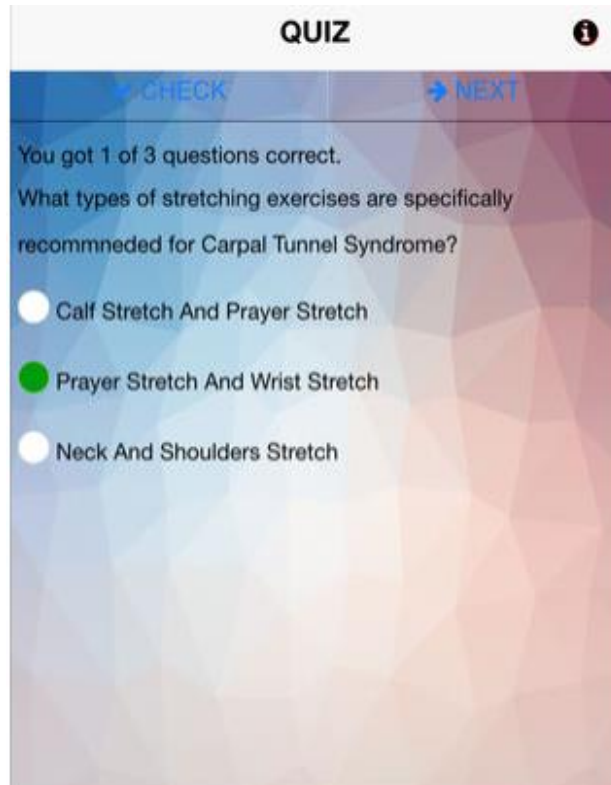 QUIZ
CHECK
NEXT
You got 1 of 3 questions correct.
What types of stretching exercises are specifically
recommneded for Carpal Tunnel Syndrome?
Calf Stretch And Prayer Stretch
Prayer Stretch And Wrist Stretch
Neck And Shoulders Stretch